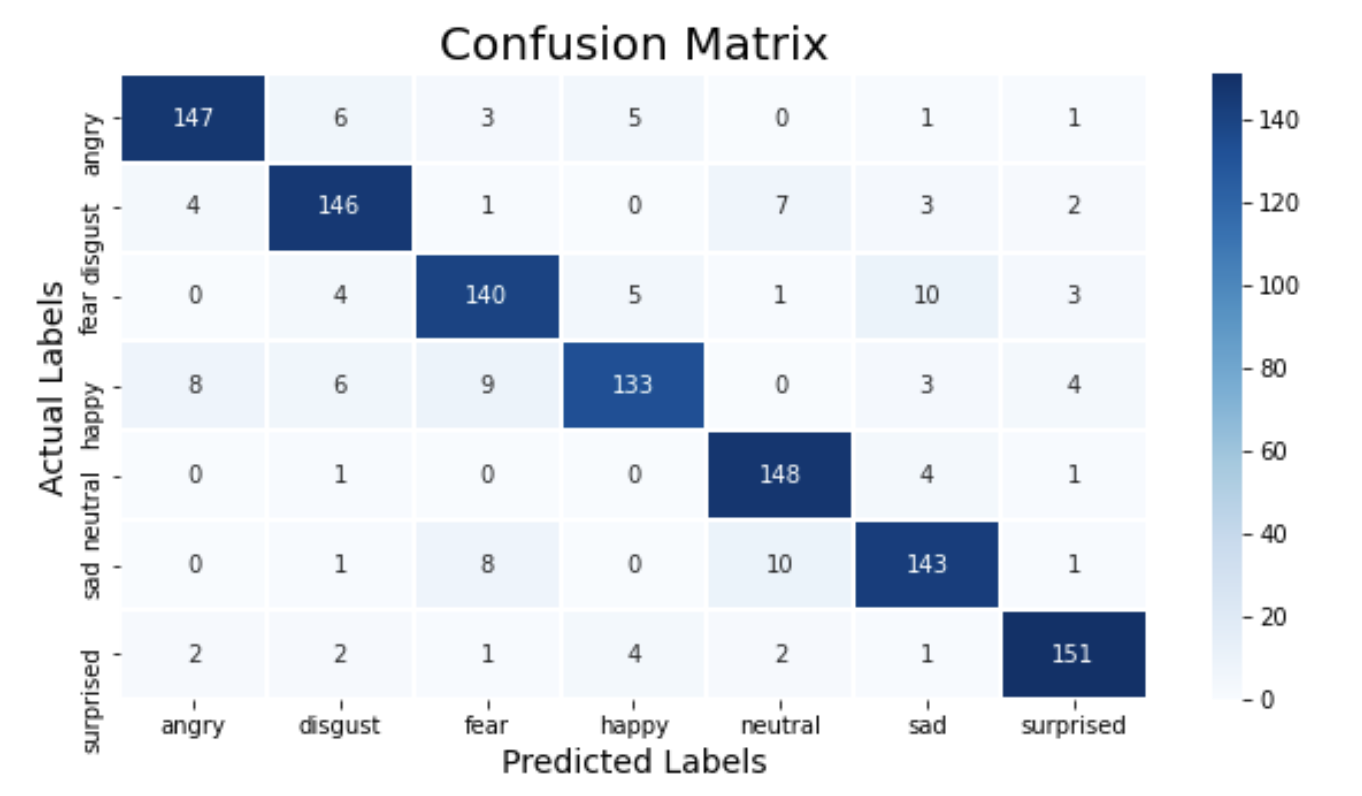 Confusion Matrix
angry 147 6 3 5 0 1 1
disgust 4 146 1 0 7 3 2
fear 0 4 140 5 1 10 3
happy 8 6 9 133 0 3 4
neutral 0 1 0 0 148 4 1
sad 0 1 8 0 10 143 1
surprised 2 2 1 4 2 1 151
angry disgust fear happy neutral sad surprised
Predicted Labels
Actual Labels
140
120
100
80
60
40
20
0